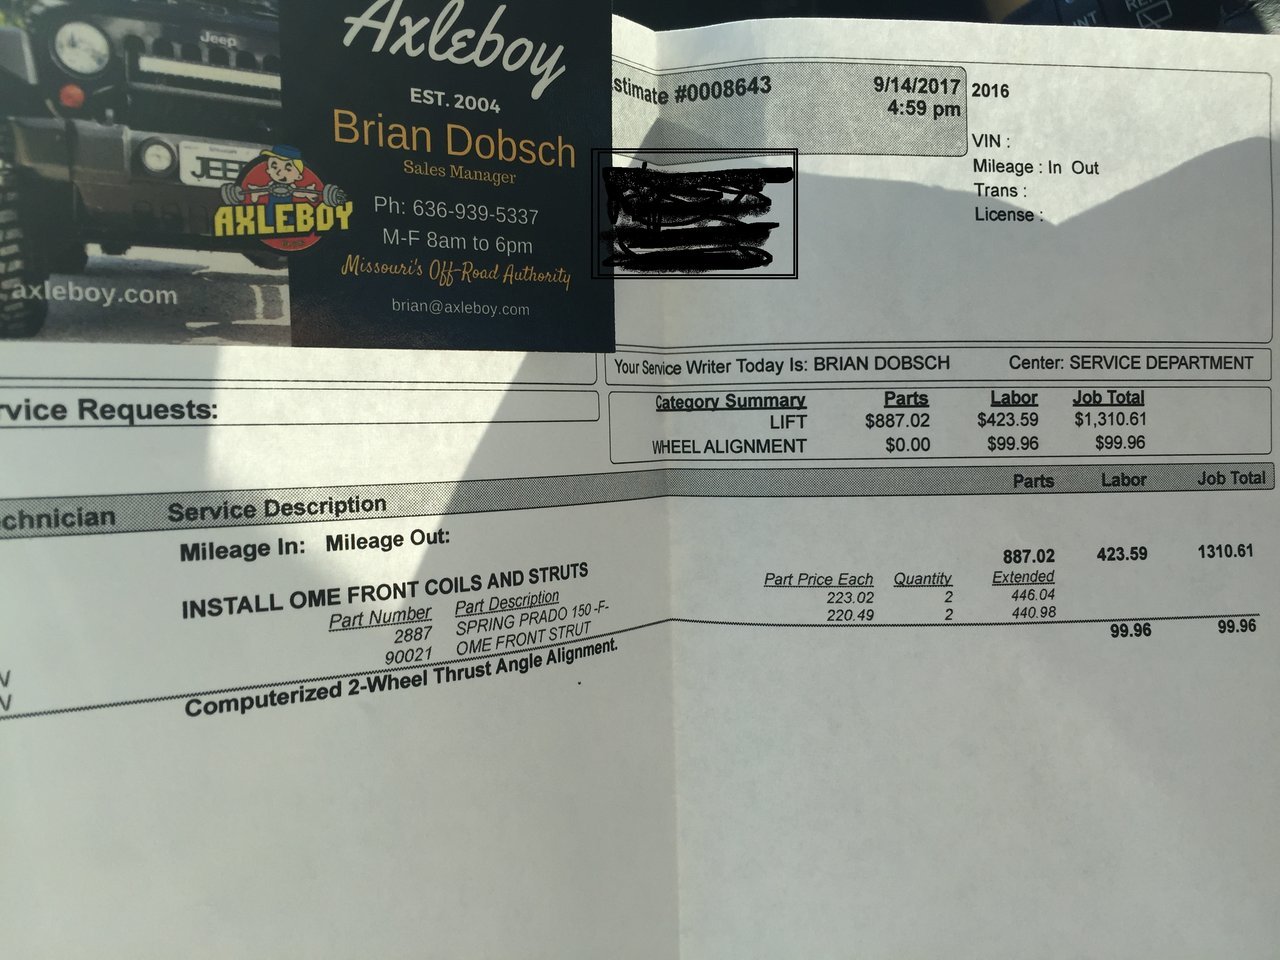 Jeep
Axleboy
EST. 2004
Brian Dobsch
Sales Manager
JEE
AXLEBOY
Ph: 636-939-5337
M-F 8am to 6pm
Missouri's Off-Road Authority
axleboy.com
brian@axleboy.com
stimate #0008643
9/14/2017
4:59 pm
2016
VIN :
Mileage : In Out
Trans :
License :
Your Service Writer Today Is: BRIAN DOBSCH Center: SERVICE DEPARTMENT
rvice Requests:
Category Summary Parts Labor Job Total
LIFT $887.02 $423.59 $1,310.61
WHEEL ALIGNMENT $0.00 $99.96 $99.96
chnician Service Description Parts Labor Job Total
Mileage In: Mileage Out:
INSTALL OME FRONT COILS AND STRUTS 887.02 423.59 1310.61
Part Number Part Description Part Price Each Quantity Extended
2887 SPRING PRADO 150 -F- 223.02 2 446.04
90021 OME FRONT STRUT 220.49 2 440.98
Computerized 2-Wheel Thrust Angle Alignment. 99.96 99.96